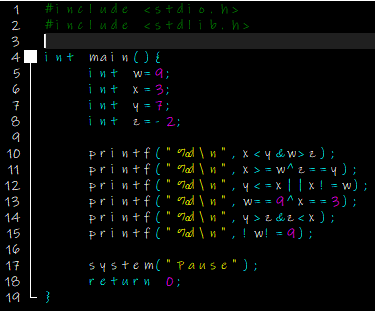 1 #include <stdio.h>
2 #include <stdlib.h>
3
4 int main(){
5 int w=9;
6 int x=3;
7 int y=7;
8 int z=-2;
9
10 printf("%d\n",x<y&w>z);
11 printf("%d\n",x>=w^z==y);
12 printf("%d\n",y<=x||x!=w);
13 printf("%d\n",w==9^x==3);
14 printf("%d\n",y>z&z<x);
15 printf("%d\n",!w!=9);
16
17 system("Pause");
18 return 0;
19 }